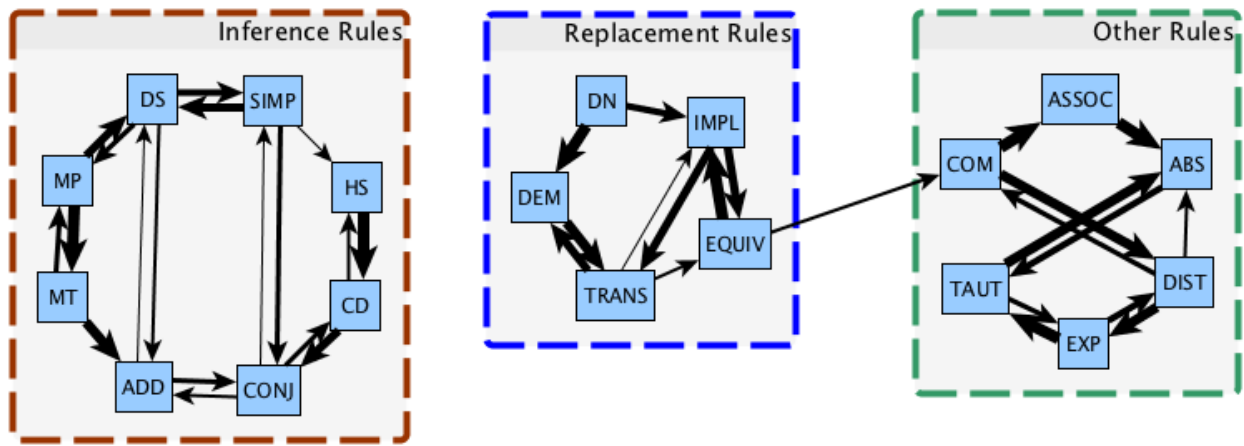 Inference Rules
DS
SIMP
MP
HS
MT
CD
ADD
CONJ
Replacement Rules
DN
IMPL
DEM
EQUIV
TRANS
Other Rules
ASSOC
COM
ABS
TAUT
DIST
EXP